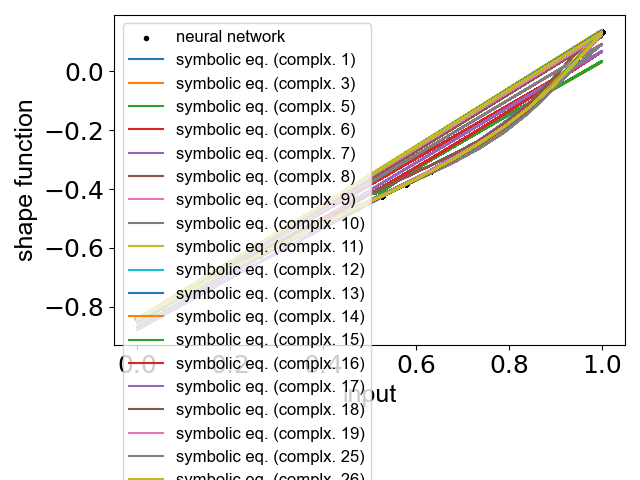 neural network
symbolic eq. (complx. 1)
symbolic eq. (complx. 3)
symbolic eq. (complx. 5)
symbolic eq. (complx. 6)
symbolic eq. (complx. 7)
symbolic eq. (complx. 8)
symbolic eq. (complx. 9)
symbolic eq. (complx. 10)
symbolic eq. (complx. 11)
symbolic eq. (complx. 12)
symbolic eq. (complx. 13)
symbolic eq. (complx. 14)
symbolic eq. (complx. 15)
symbolic eq. (complx. 16)
symbolic eq. (complx. 17)
symbolic eq. (complx. 18)
symbolic eq. (complx. 19)
symbolic eq. (complx. 25)
symbolic eq. (complx. 26)
shape function
0.0
−0.2
−0.4
−0.6
−0.8
0.0 0.2 0.4 0.6 0.8 1.0
input